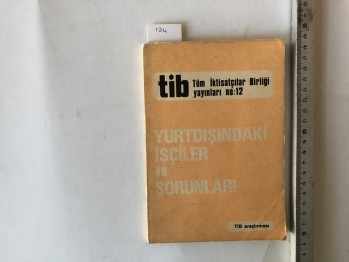 124
tib Tüm İktisatçılar Birliği
yayınları no:12
YURTDIŞINDAKİ
İŞÇİLER
ve
SORUNLARI
TİB araştırması